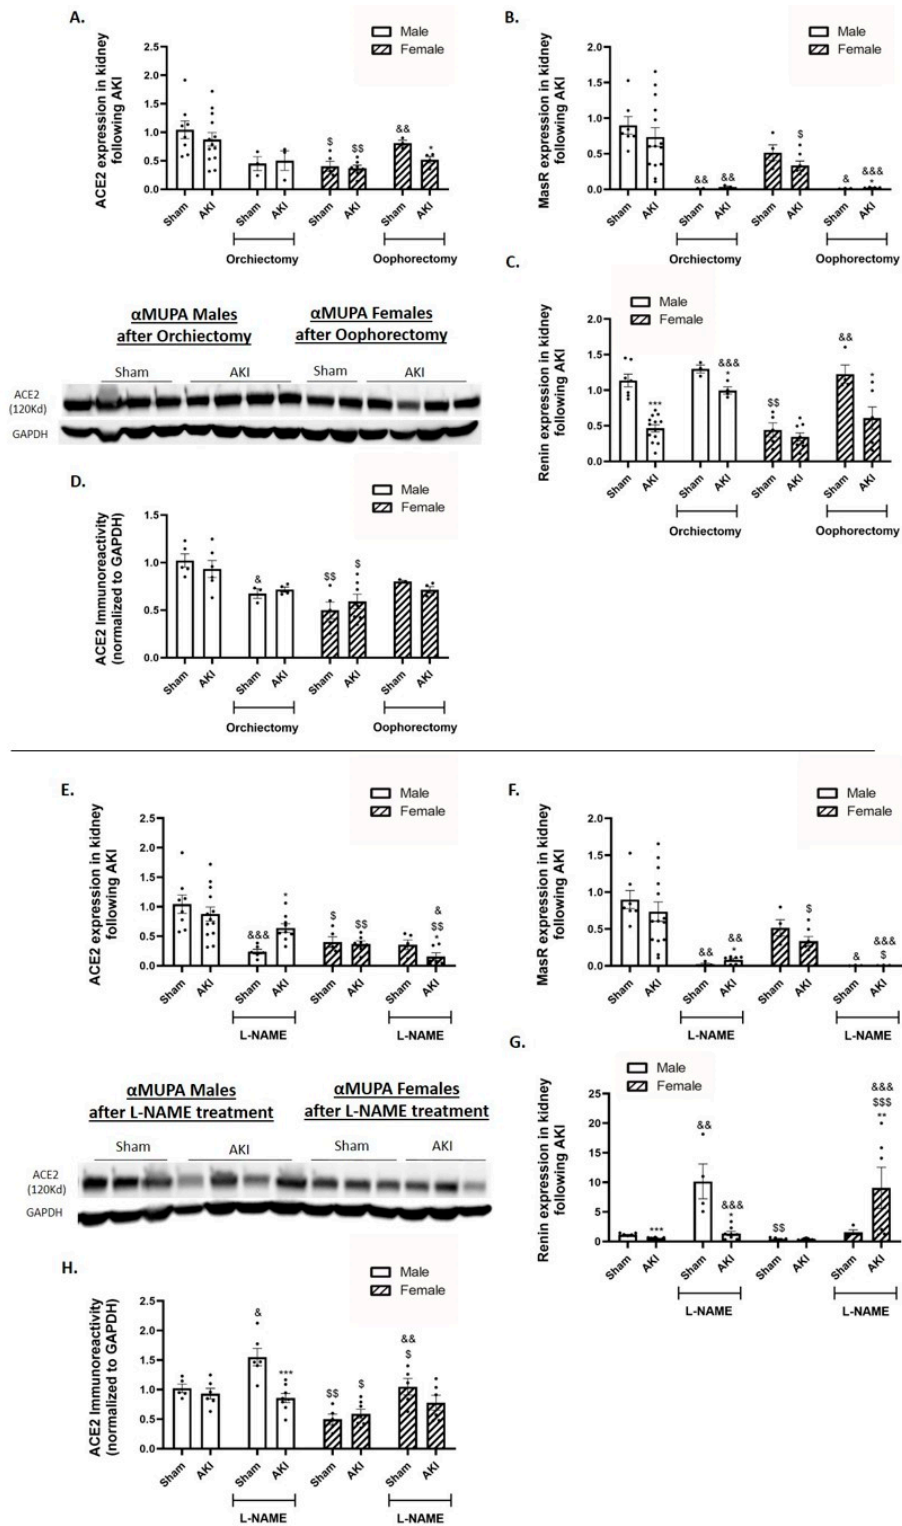 A.
Male
Female
ACE2 expression in kidney
following AKI
2.5
2.0
1.5
1.0
0.5
0.0
$
$$
&&
*
Sham
AKI
Sham
AKI
Sham
AKI
Sham
AKI
Orchiectomy
Oophorectomy
B.
Male
Female
MasR expression in kidney
following AKI
2.0
1.5
1.0
0.5
0.0
&&
&&
*
$
&
&&&
*
Sham
AKI
Sham
AKI
Sham
AKI
Sham
AKI
Orchiectomy
Oophorectomy
C.
Male
Female
Renin expression in kidney
following AKI
2.0
1.5
1.0
0.5
0.0
***
&&&
*
$$
&&
*
Sham
AKI
Sham
AKI
Sham
AKI
Sham
AKI
Orchiectomy
Oophorectomy
αMUPA Males
after Orchiectomy
αMUPA Females
after Oophorectomy
Sham
AKI
Sham
AKI
ACE2
(120Kd)
GAPDH
D.
Male
Female
ACE2 Immunoreactivity
(normalized to GAPDH)
1.5
1.0
0.5
0.0
&
$$
$
Sham
AKI
Sham
AKI
Sham
AKI
Sham
AKI
Orchiectomy
Oophorectomy
E.
Male
Female
ACE2 expression in kidney
following AKI
2.5
2.0
1.5
1.0
0.5
0.0
&&&
*
$
$$
&
$$
*
Sham
AKI
Sham
AKI
Sham
AKI
Sham
AKI
L-NAME
L-NAME
F.
Male
Female
MasR expression in kidney
following AKI
2.0
1.5
1.0
0.5
0.0
&&
&&
*
$
&
&&&
$
Sham
AKI
Sham
AKI
Sham
AKI
Sham
AKI
L-NAME
L-NAME
G.
Male
Female
Renin expression in kidney
following AKI
25
20
15
10
5
0
***
&&
&&&
*
$$
&&&
$$$
**
Sham
AKI
Sham
AKI
Sham
AKI
Sham
AKI
L-NAME
L-NAME
αMUPA Males
after L-NAME treatment
αMUPA Females
after L-NAME treatment
Sham
AKI
Sham
AKI
ACE2
(120Kd)
GAPDH
H.
Male
Female
ACE2 Immunoreactivity
(normalized to GAPDH)
2.5
2.0
1.5
1.0
0.5
0.0
&
***
$$
$
&&
$
Sham
AKI
Sham
AKI
Sham
AKI
Sham
AKI
L-NAME
L-NAME